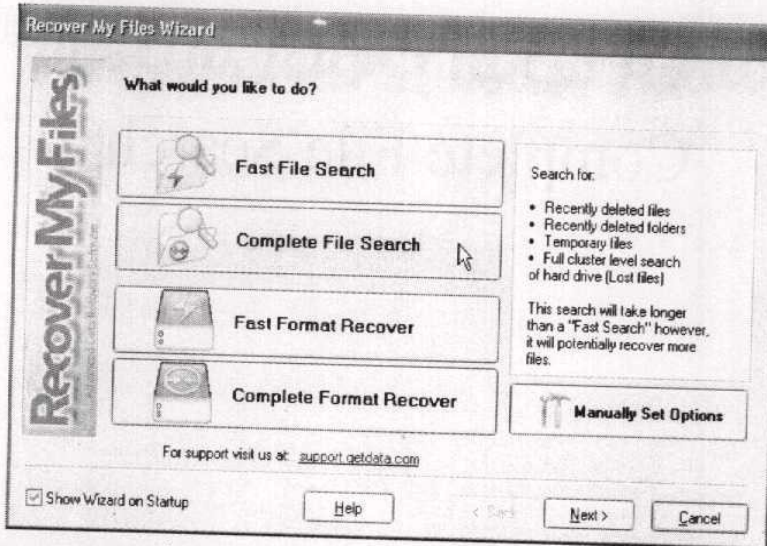 Recover My Files Wizard
Recover My Files
Advanced Data Recovery Software
What would you like to do?
Fast File Search
Complete File Search
Fast Format Recover
Complete Format Recover
Search for:
• Recently deleted files
• Recently deleted folders
• Temporary files
• Full cluster level search
of hard drive (Lost files)
This search will take longer
than a "Fast Search" however,
it will potentially recover more
files.
Manually Set Options
For support visit us at: support.getdata.com
Show Wizard on Startup
Help
< Back
Next >
Cancel